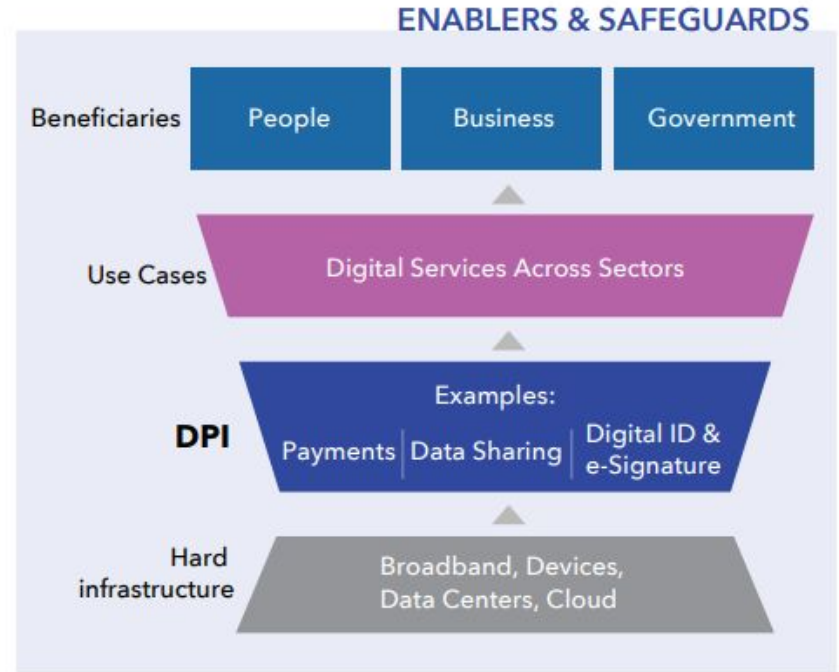 ENABLERS & SAFEGUARDS
Beneficiaries
People
Business
Government
Use Cases
Digital Services Across Sectors
DPI
Examples:
Payments
Data Sharing
Digital ID &
e-Signature
Hard
infrastructure
Broadband, Devices,
Data Centers, Cloud